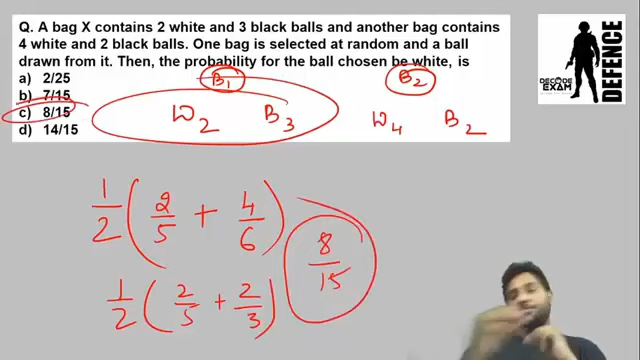 Q. A bag X contains 2 white and 3 black balls and another bag contains
4 white and 2 black balls. One bag is selected at random and a ball
drawn from it. Then, the probability for the ball chosen be white, is
a) 2/25
b) 7/15
c) 8/15
d) 14/15
B1 B2
W2 B3 W4 B2
1/2 ( 2/5 + 4/6 )
8/15
1/2 ( 2/5 + 2/3 )
DECODE
EXAM
DEFENCE